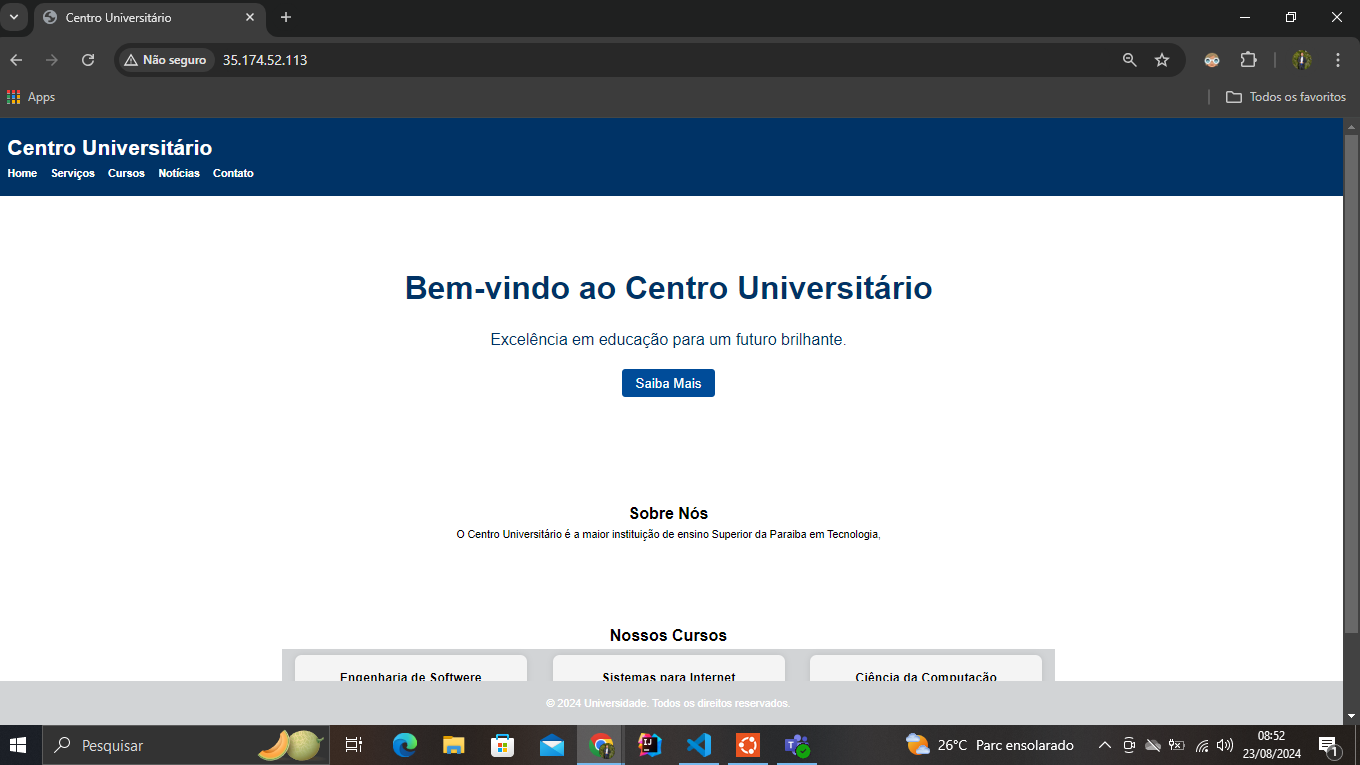 Centro Universitário
Não seguro 35.174.52.113
Apps
Todos os favoritos
Centro Universitário
Home Serviços Cursos Notícias Contato
Bem-vindo ao Centro Universitário
Excelência em educação para um futuro brilhante.
Saiba Mais
Sobre Nós
O Centro Universitário é a maior instituição de ensino Superior da Paraiba em Tecnologia,
Nossos Cursos
Engenharia de Softwere Sistemas para Internet Ciência da Computação
© 2024 Universidade. Todos os direitos reservados.
Pesquisar
26°C Parc ensolarado
08:52
23/08/2024
1